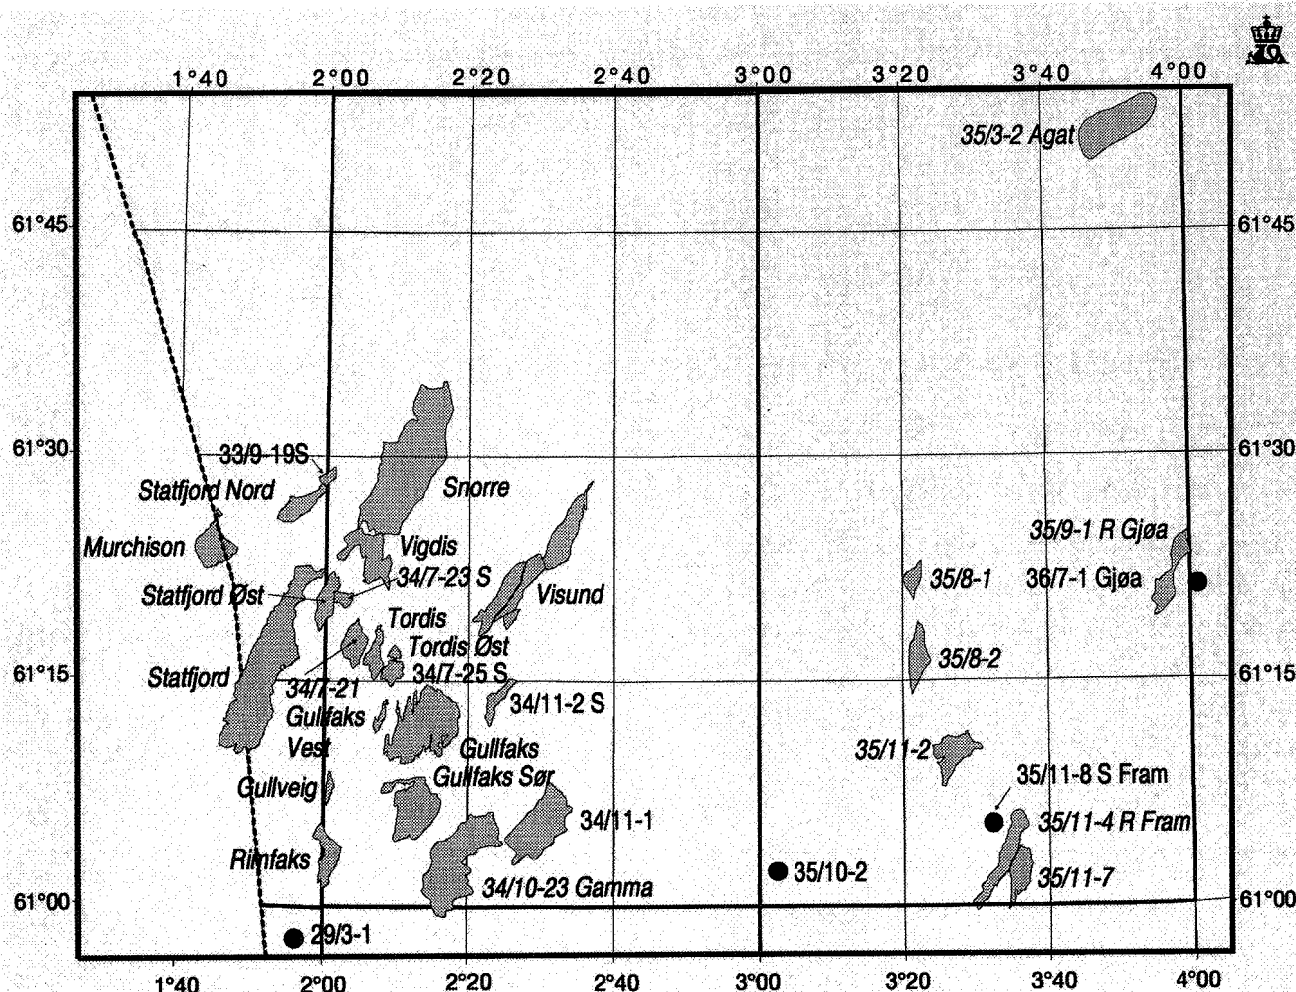 1°40 2°00 2°20 2°40 3°00 3°20 3°40 4°00
35/3-2 Agat
61°45 61°45
61°30 61°30
33/9-19S
Statfjord Nord
Snorre
35/9-1 R Gjøa
Murchison
Vigdis
34/7-23 S
35/8-1
36/7-1 Gjøa
Statfjord Øst
Visund
Tordis
Tordis Øst
35/8-2
61°15 61°15
Statfjord
34/7-21
34/7-25 S
34/11-2 S
Gullfaks
Vest
Gullfaks
35/11-2
Gullfaks Sør
35/11-8 S Fram
Gullveig
34/11-1
35/11-4 R Fram
Rimfaks
35/10-2
35/11-7
34/10-23 Gamma
61°00 61°00
29/3-1
1°40 2°00 2°20 2°40 3°00 3°20 3°40 4°00